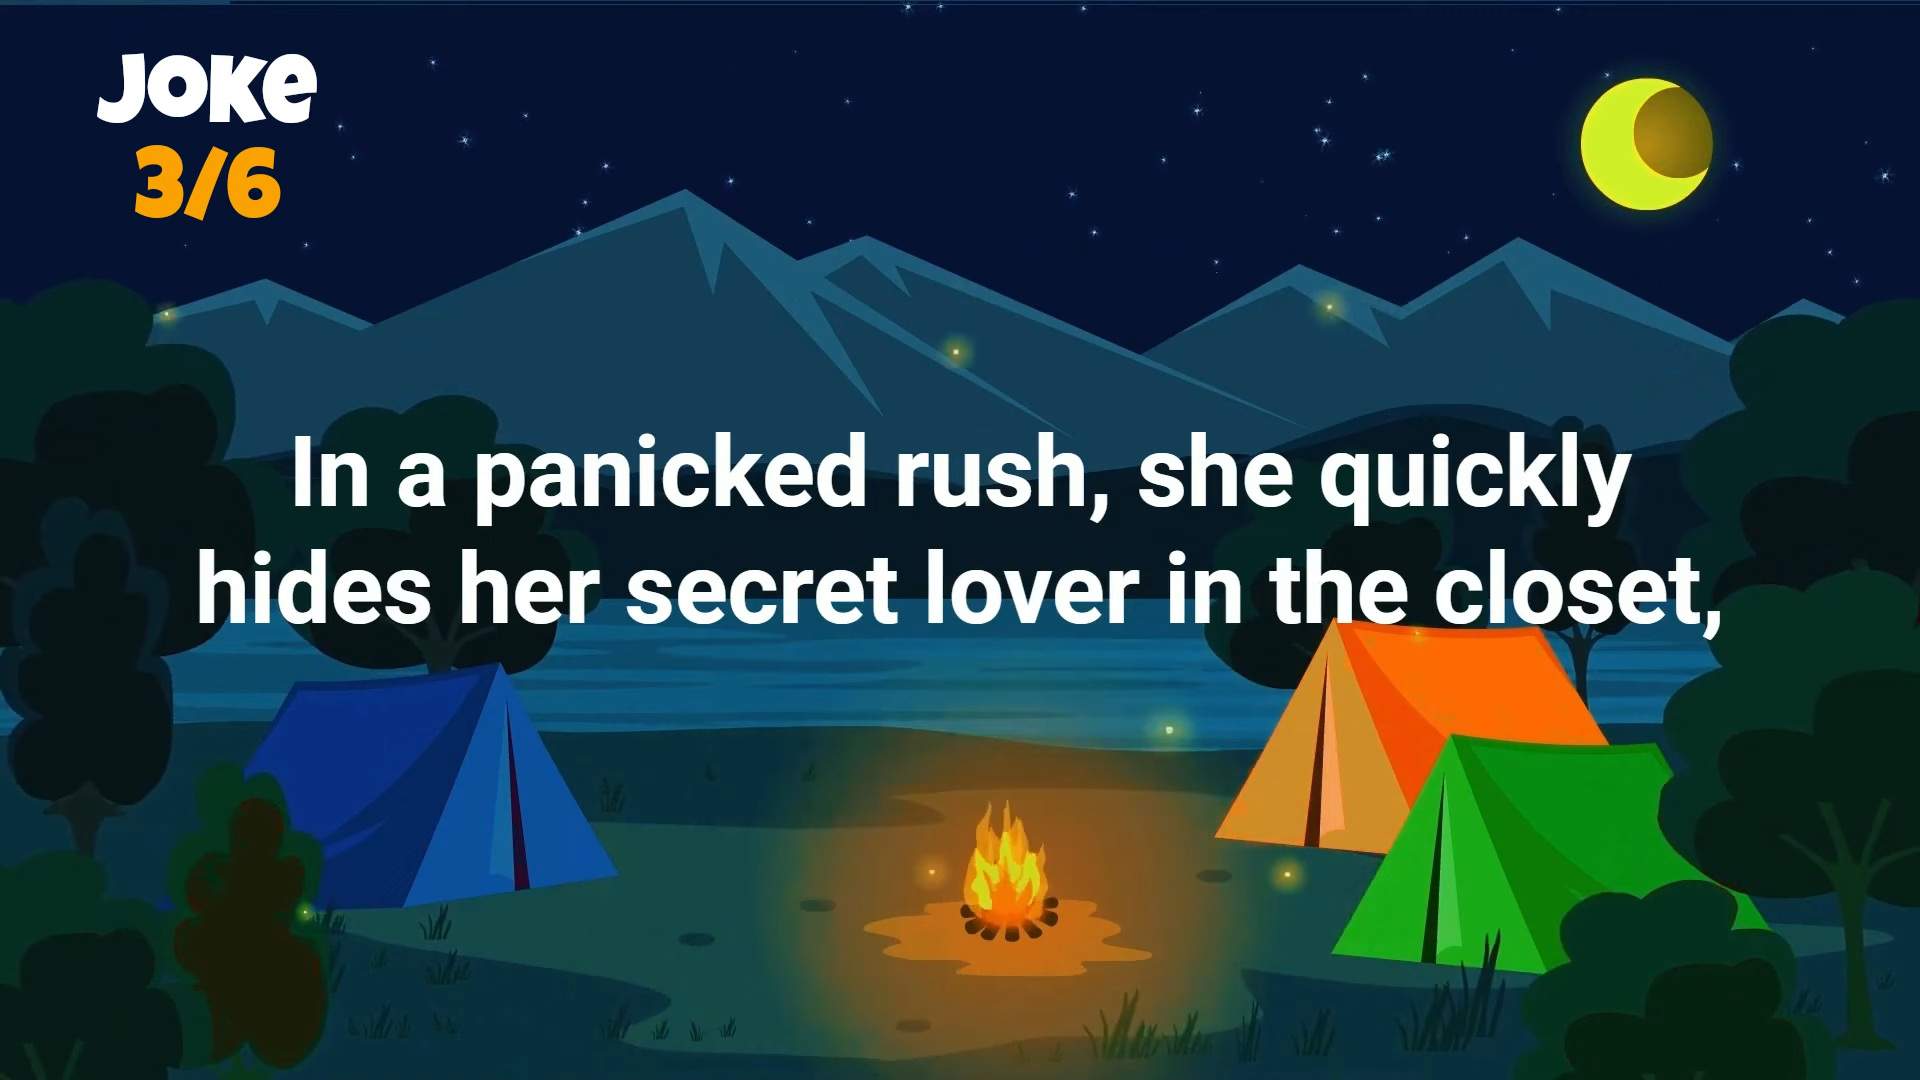 JOKE
3/6
In a panicked rush, she quickly
hides her secret lover in the closet,